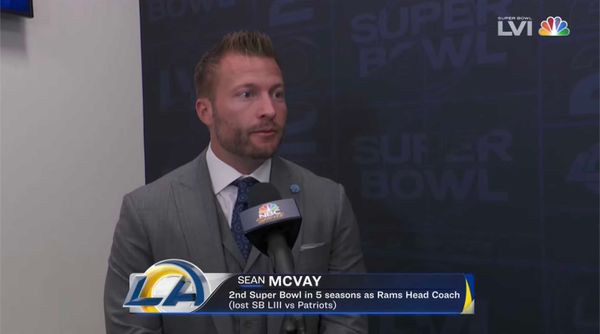 SUPER BOWL
LVI
SUPER BOWL
LVI
SUPER
BOWL
NBC
LA
SEAN MCVAY
2nd Super Bowl in 5 seasons as Rams Head Coach
(lost SB LIII vs Patriots)